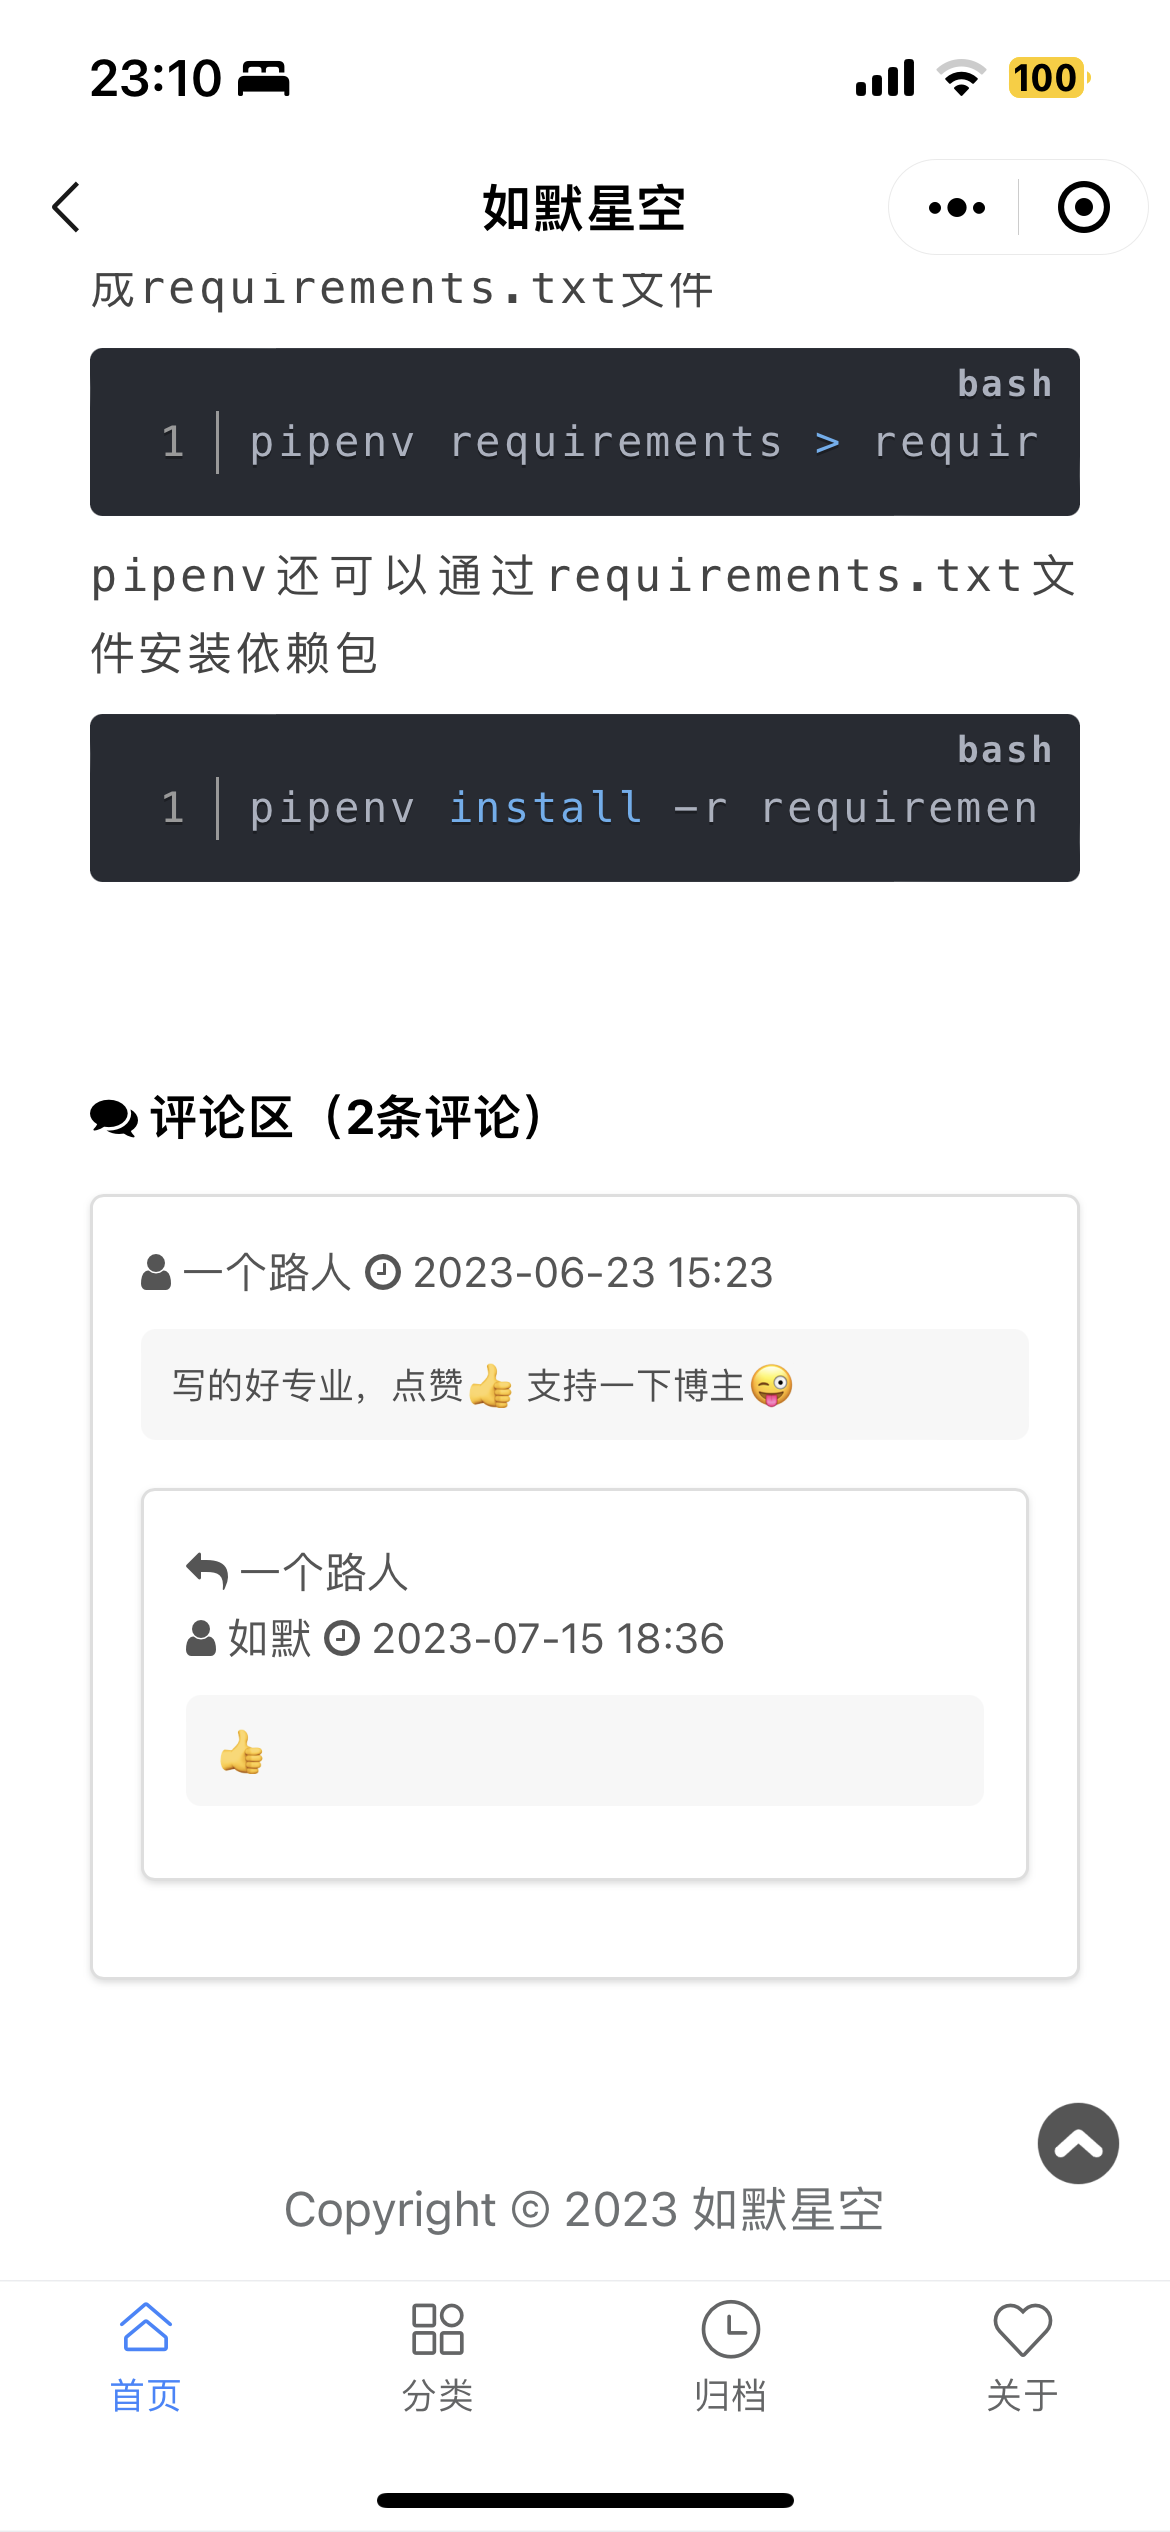 23:10
100
如默星空
成requirements.txt文件
bash
1 pipenv requirements > requir
pipenv还可以通过requirements.txt文
件安装依赖包
bash
1 pipenv install -r requiremen
评论区（2条评论）
一个路人 2023-06-23 15:23
写的好专业，点赞👍 支持一下博主😜
一个路人
如默 2023-07-15 18:36
👍
Copyright © 2023 如默星空
首页 分类 归档 关于